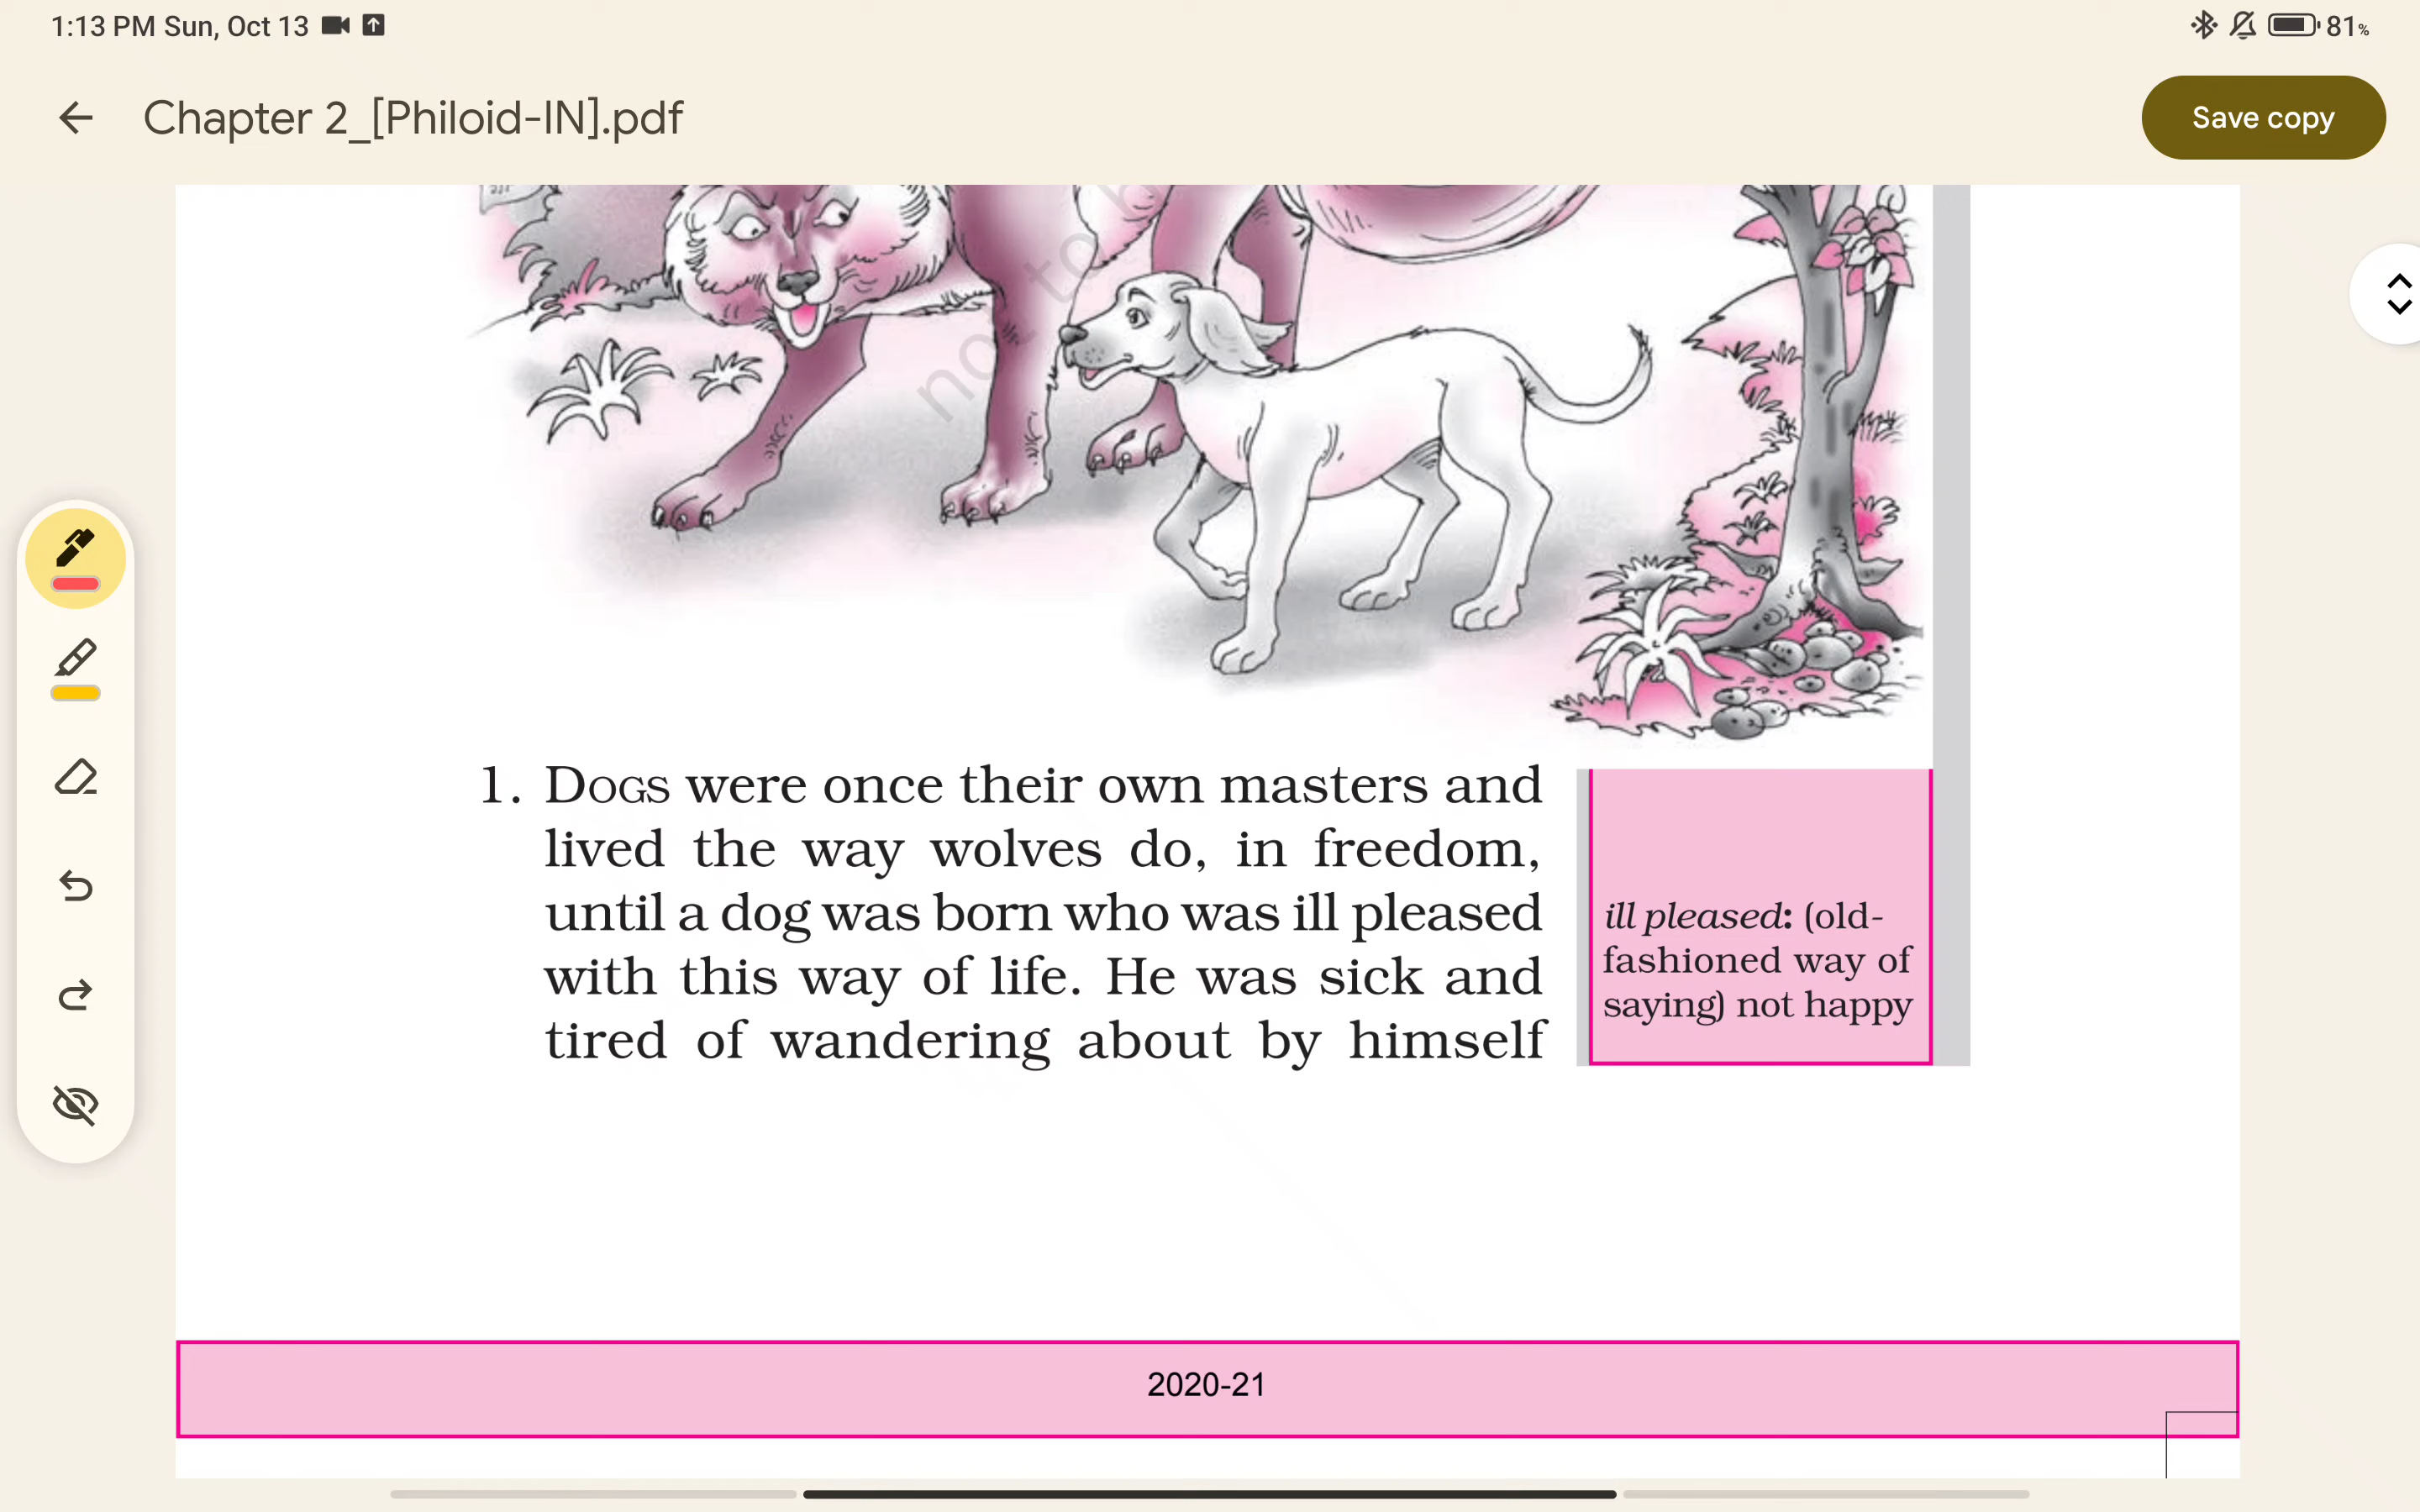 1:13 PM Sun, Oct 13
81%
Chapter 2_[Philoid-IN].pdf
Save copy
not to
1. DOGS were once their own masters and
lived the way wolves do, in freedom,
until a dog was born who was ill pleased
with this way of life. He was sick and
tired of wandering about by himself
ill pleased: (old-
fashioned way of
saying) not happy
2020-21